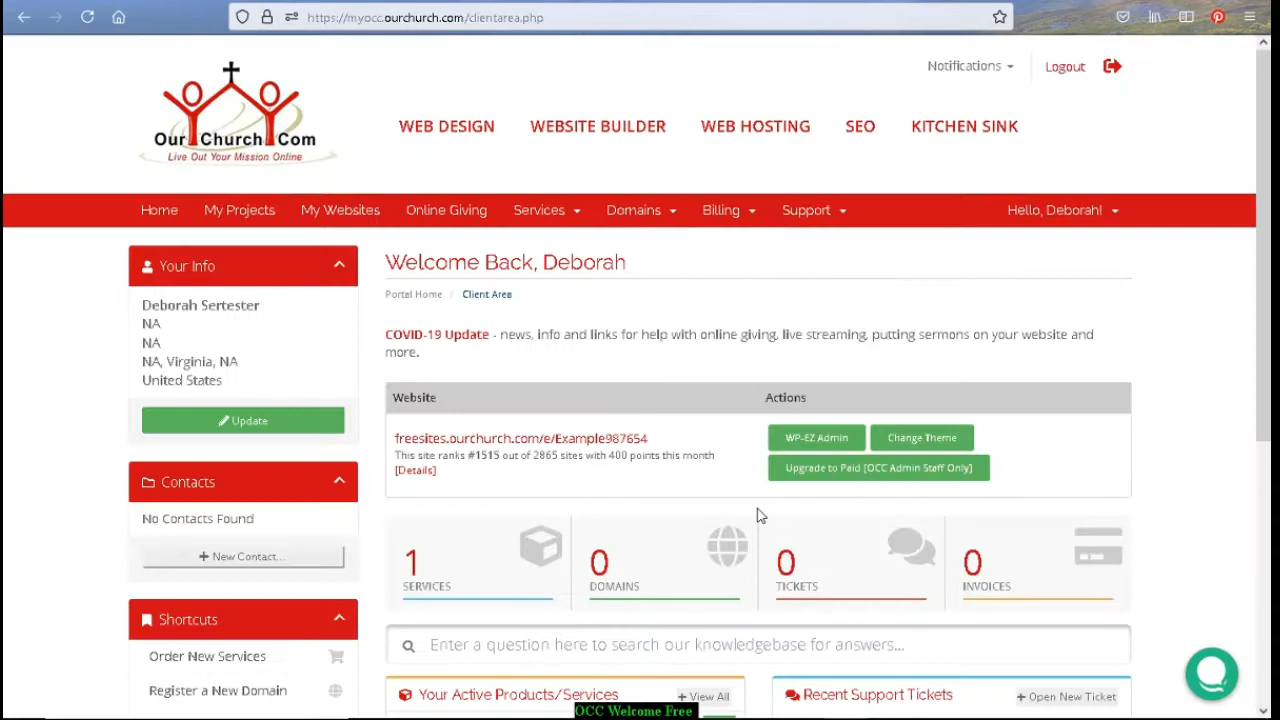 https://myocc.ourchurch.com/clientarea.php
Notifications
Logout
Our Church Com
Live Out Your Mission Online
WEB DESIGN
WEBSITE BUILDER
WEB HOSTING
SEO
KITCHEN SINK
Home
My Projects
My Websites
Online Giving
Services
Domains
Billing
Support
Hello, Deborah!
Your Info
Deborah Sertester
NA
NA
NA, Virginia, NA
United States
Update
Contacts
No Contacts Found
+ New Contact...
Shortcuts
Order New Services
Register a New Domain
Welcome Back, Deborah
Portal Home / Client Area
COVID-19 Update - news, info and links for help with online giving, live streaming, putting sermons on your website and
more.
Website
Actions
freesites.ourchurch.com/e/Example987654
This site ranks #1515 out of 2865 sites with 400 points this month
[Details]
WP-EZ Admin
Change Theme
Upgrade to Paid [OCC Admin Staff Only]
1
SERVICES
0
DOMAINS
0
TICKETS
0
INVOICES
Enter a question here to search our knowledgebase for answers...
Your Active Products/Services
+ View All
Recent Support Tickets
+ Open New Ticket
OCC Welcome Free